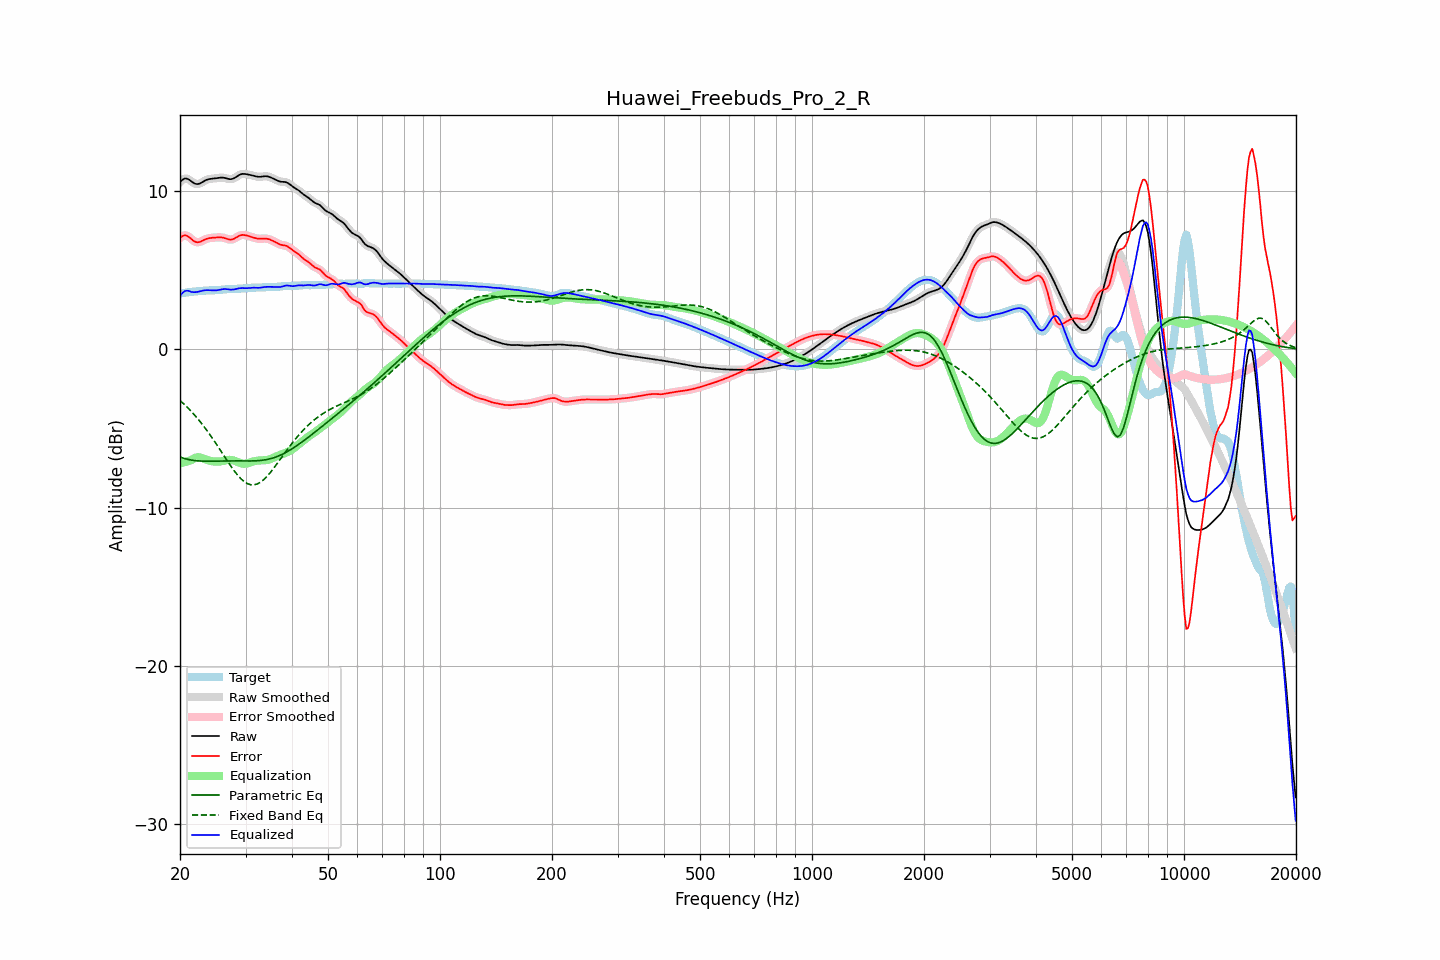 Huawei_Freebuds_Pro_2_R
Amplitude (dBr)
10
0
−10
−20
−30
Target
Raw Smoothed
Error Smoothed
Raw
Error
Equalization
Parametric Eq
Fixed Band Eq
Equalized
20 50 100 200 500 1000 2000 5000 10000 20000
Frequency (Hz)